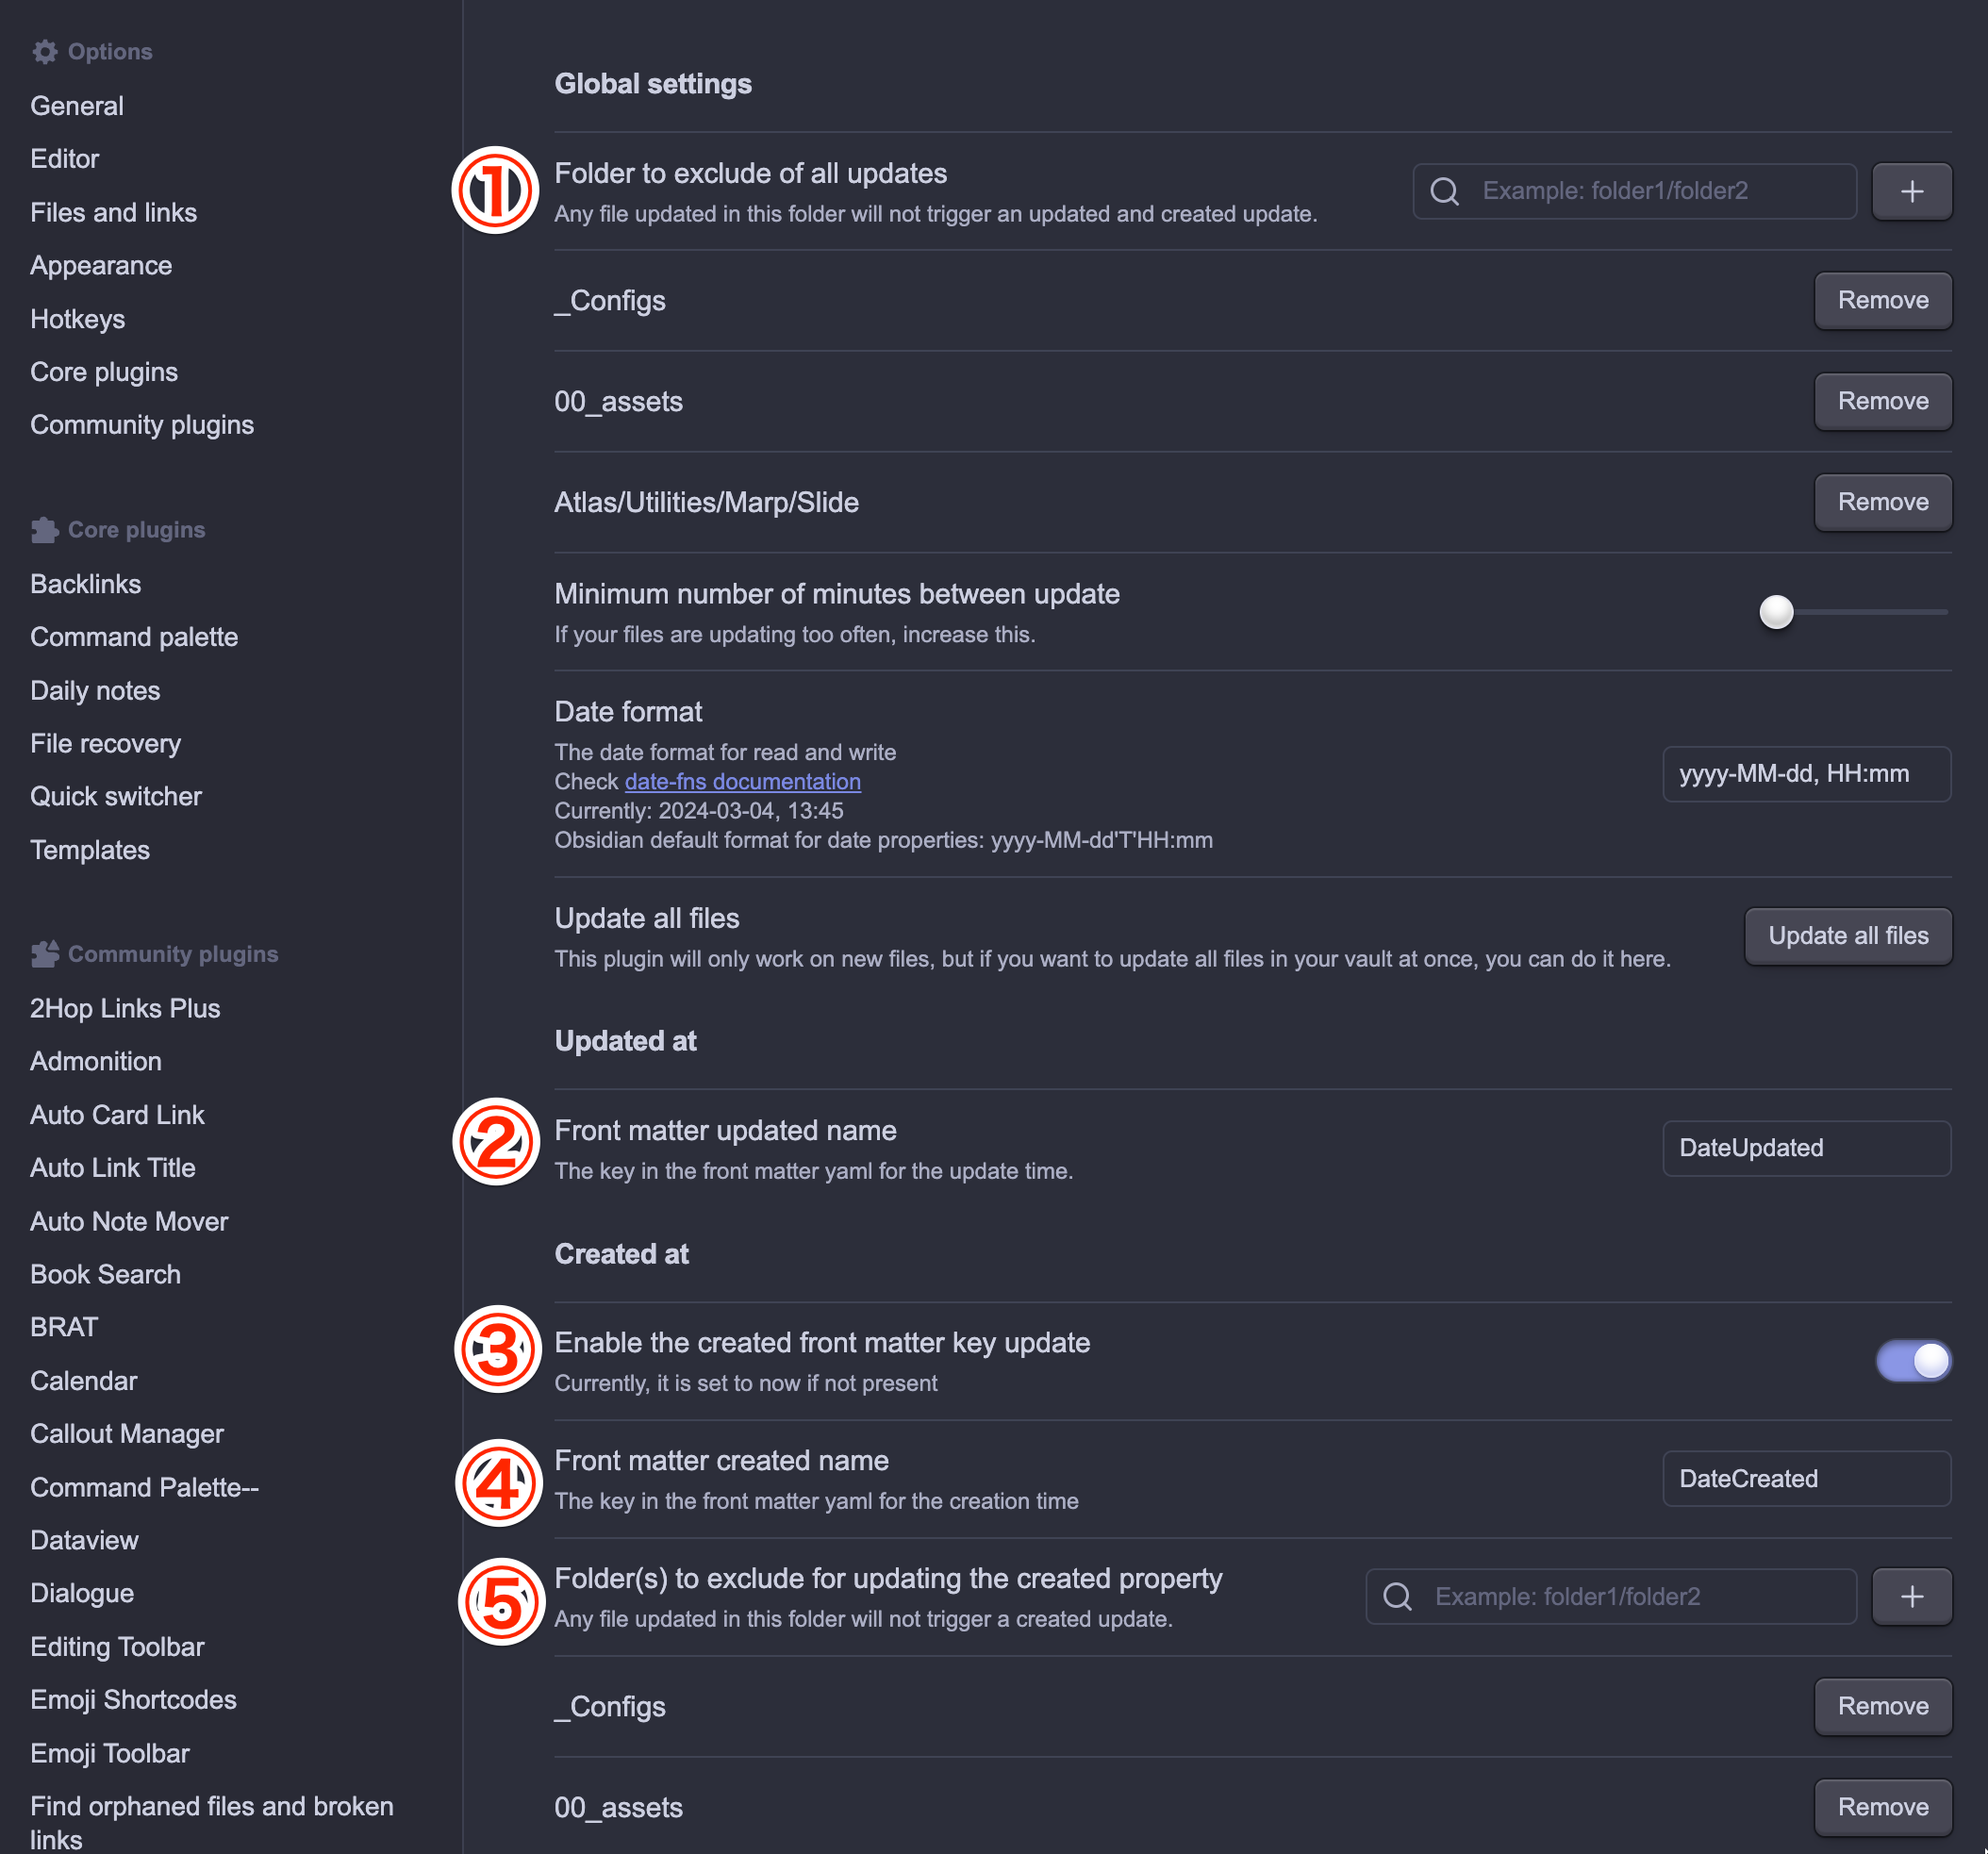 Options
General
Editor
Files and links
Appearance
Hotkeys
Core plugins
Community plugins
Core plugins
Backlinks
Command palette
Daily notes
File recovery
Quick switcher
Templates
Community plugins
2Hop Links Plus
Admonition
Auto Card Link
Auto Link Title
Auto Note Mover
Book Search
BRAT
Calendar
Callout Manager
Command Palette--
Dataview
Dialogue
Editing Toolbar
Emoji Shortcodes
Emoji Toolbar
Find orphaned files and broken
links
Global settings
① Folder to exclude of all updates
Any file updated in this folder will not trigger an updated and created update.
Example: folder1/folder2
+
_Configs
Remove
00_assets
Remove
Atlas/Utilities/Marp/Slide
Remove
Minimum number of minutes between update
If your files are updating too often, increase this.
Date format
The date format for read and write
Check date-fns documentation
Currently: 2024-03-04, 13:45
Obsidian default format for date properties: yyyy-MM-dd'T'HH:mm
yyyy-MM-dd, HH:mm
Update all files
This plugin will only work on new files, but if you want to update all files in your vault at once, you can do it here.
Update all files
Updated at
② Front matter updated name
The key in the front matter yaml for the update time.
DateUpdated
Created at
③ Enable the created front matter key update
Currently, it is set to now if not present
④ Front matter created name
The key in the front matter yaml for the creation time
DateCreated
⑤ Folder(s) to exclude for updating the created property
Any file updated in this folder will not trigger a created update.
Example: folder1/folder2
+
_Configs
Remove
00_assets
Remove